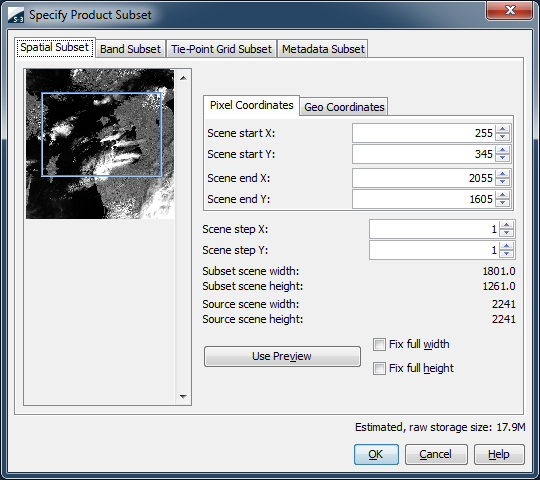 S-3 Specify Product Subset
Spatial Subset Band Subset Tie-Point Grid Subset Metadata Subset
Pixel Coordinates Geo Coordinates
Scene start X: 255
Scene start Y: 345
Scene end X: 2055
Scene end Y: 1605
Scene step X: 1
Scene step Y: 1
Subset scene width: 1801.0
Subset scene height: 1261.0
Source scene width: 2241
Source scene height: 2241
Use Preview
Fix full width
Fix full height
Estimated, raw storage size: 17.9M
OK Cancel Help